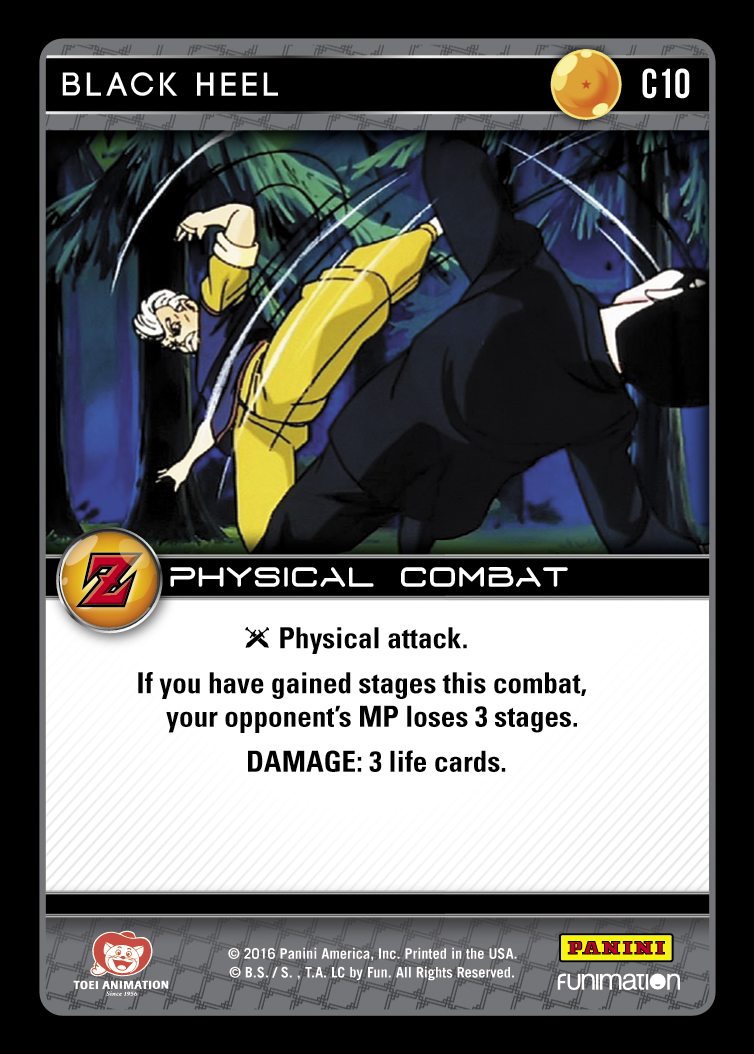 BLACK HEEL
C10
Z
PHYSICAL COMBAT
Physical attack.
If you have gained stages this combat,
your opponent's MP loses 3 stages.
DAMAGE: 3 life cards.
TOEI ANIMATION
Since 1956
© 2016 Panini America, Inc. Printed in the USA.
© B.S. / S. , T.A. LC by Fun. All Rights Reserved.
PANINI
FUNIMATION